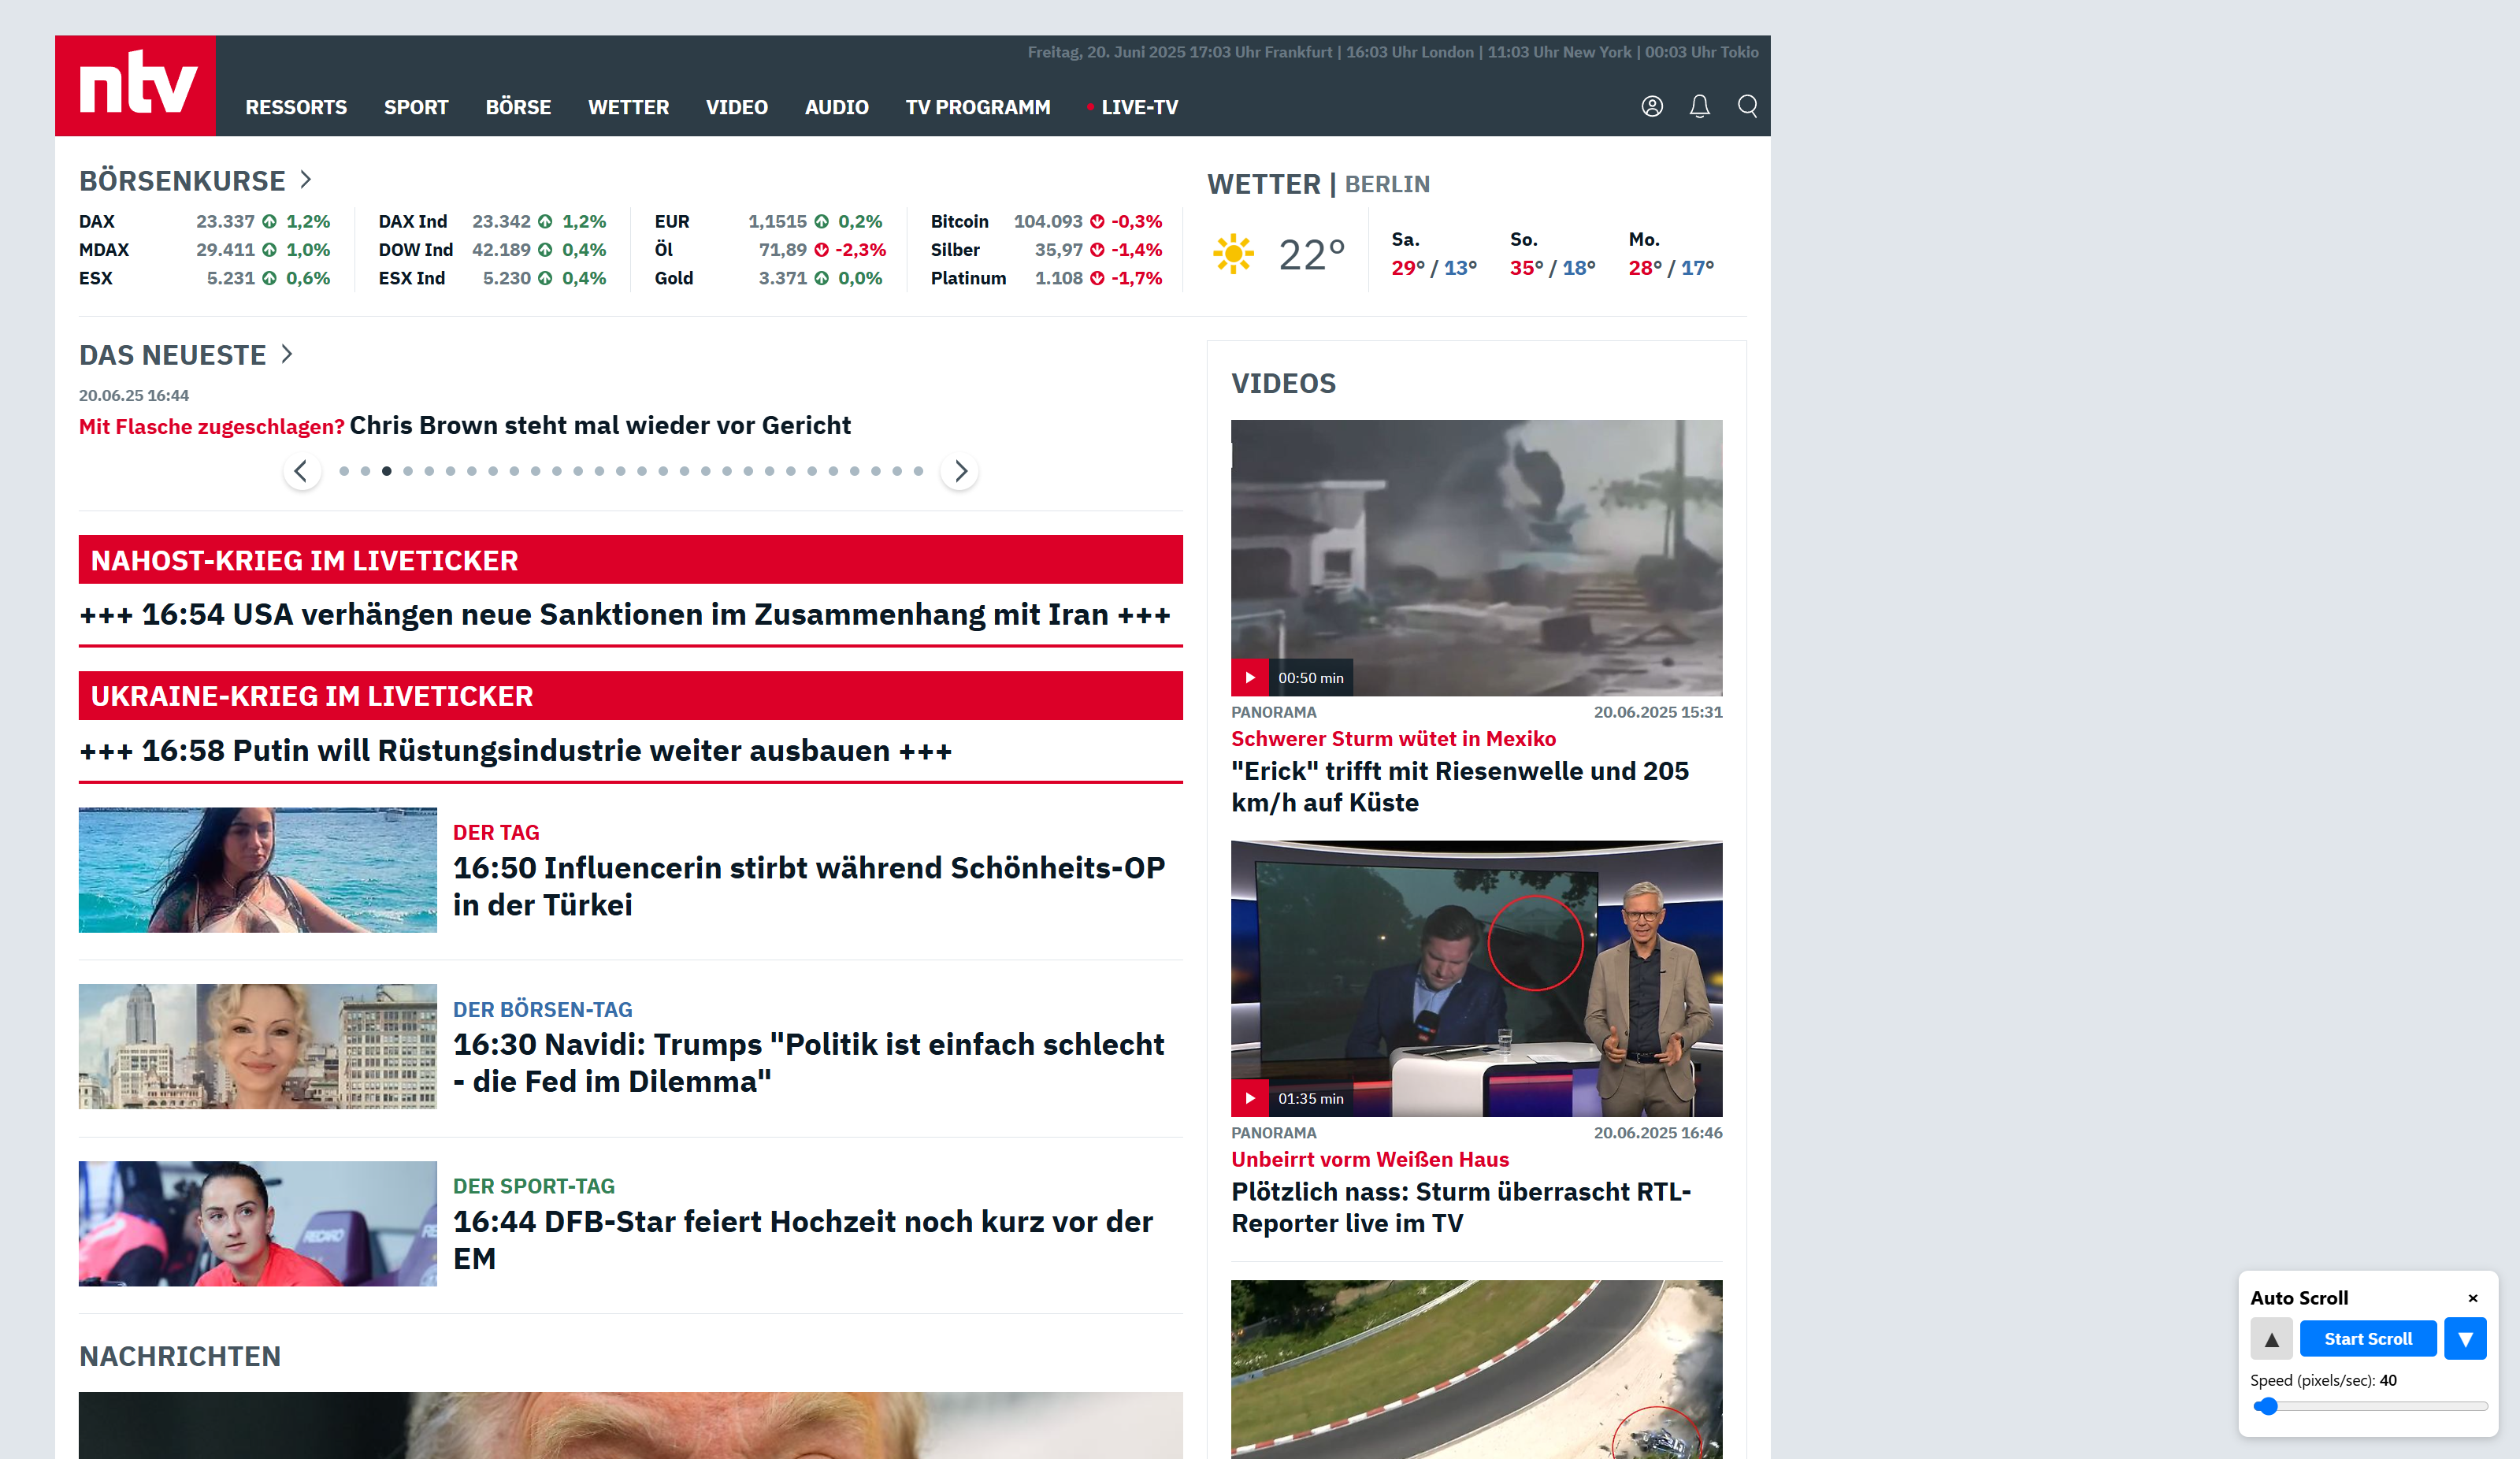 ntv
Freitag, 20. Juni 2025 17:03 Uhr Frankfurt | 16:03 Uhr London | 11:03 Uhr New York | 00:03 Uhr Tokio
RESSORTS SPORT BÖRSE WETTER VIDEO AUDIO TV PROGRAMM • LIVE-TV
BÖRSENKURSE
DAX 23.337 1,2%
MDAX 29.411 1,0%
ESX 5.231 0,6%
DAX Ind 23.342 1,2%
DOW Ind 42.189 0,4%
ESX Ind 5.230 0,4%
EUR 1,1515 0,2%
Öl 71,89 -2,3%
Gold 3.371 0,0%
Bitcoin 104.093 -0,3%
Silber 35,97 -1,4%
Platinum 1.108 -1,7%
WETTER | BERLIN
22°
Sa. So. Mo.
29° / 13° 35° / 18° 28° / 17°
DAS NEUESTE
20.06.25 16:44
Mit Flasche zugeschlagen? Chris Brown steht mal wieder vor Gericht
NAHOST-KRIEG IM LIVETICKER
+++ 16:54 USA verhängen neue Sanktionen im Zusammenhang mit Iran +++
UKRAINE-KRIEG IM LIVETICKER
+++ 16:58 Putin will Rüstungsindustrie weiter ausbauen +++
DER TAG
16:50 Influencerin stirbt während Schönheits-OP
in der Türkei
DER BÖRSEN-TAG
16:30 Navidi: Trumps "Politik ist einfach schlecht
- die Fed im Dilemma"
RECARO
DER SPORT-TAG
16:44 DFB-Star feiert Hochzeit noch kurz vor der
EM
NACHRICHTEN
VIDEOS
00:50 min
PANORAMA 20.06.2025 15:31
Schwerer Sturm wütet in Mexiko
"Erick" trifft mit Riesenwelle und 205
km/h auf Küste
01:35 min
PANORAMA 20.06.2025 16:46
Unbeirrt vorm Weißen Haus
Plötzlich nass: Sturm überrascht RTL-
Reporter live im TV
Auto Scroll ×
▲ Start Scroll ▼
Speed (pixels/sec): 40